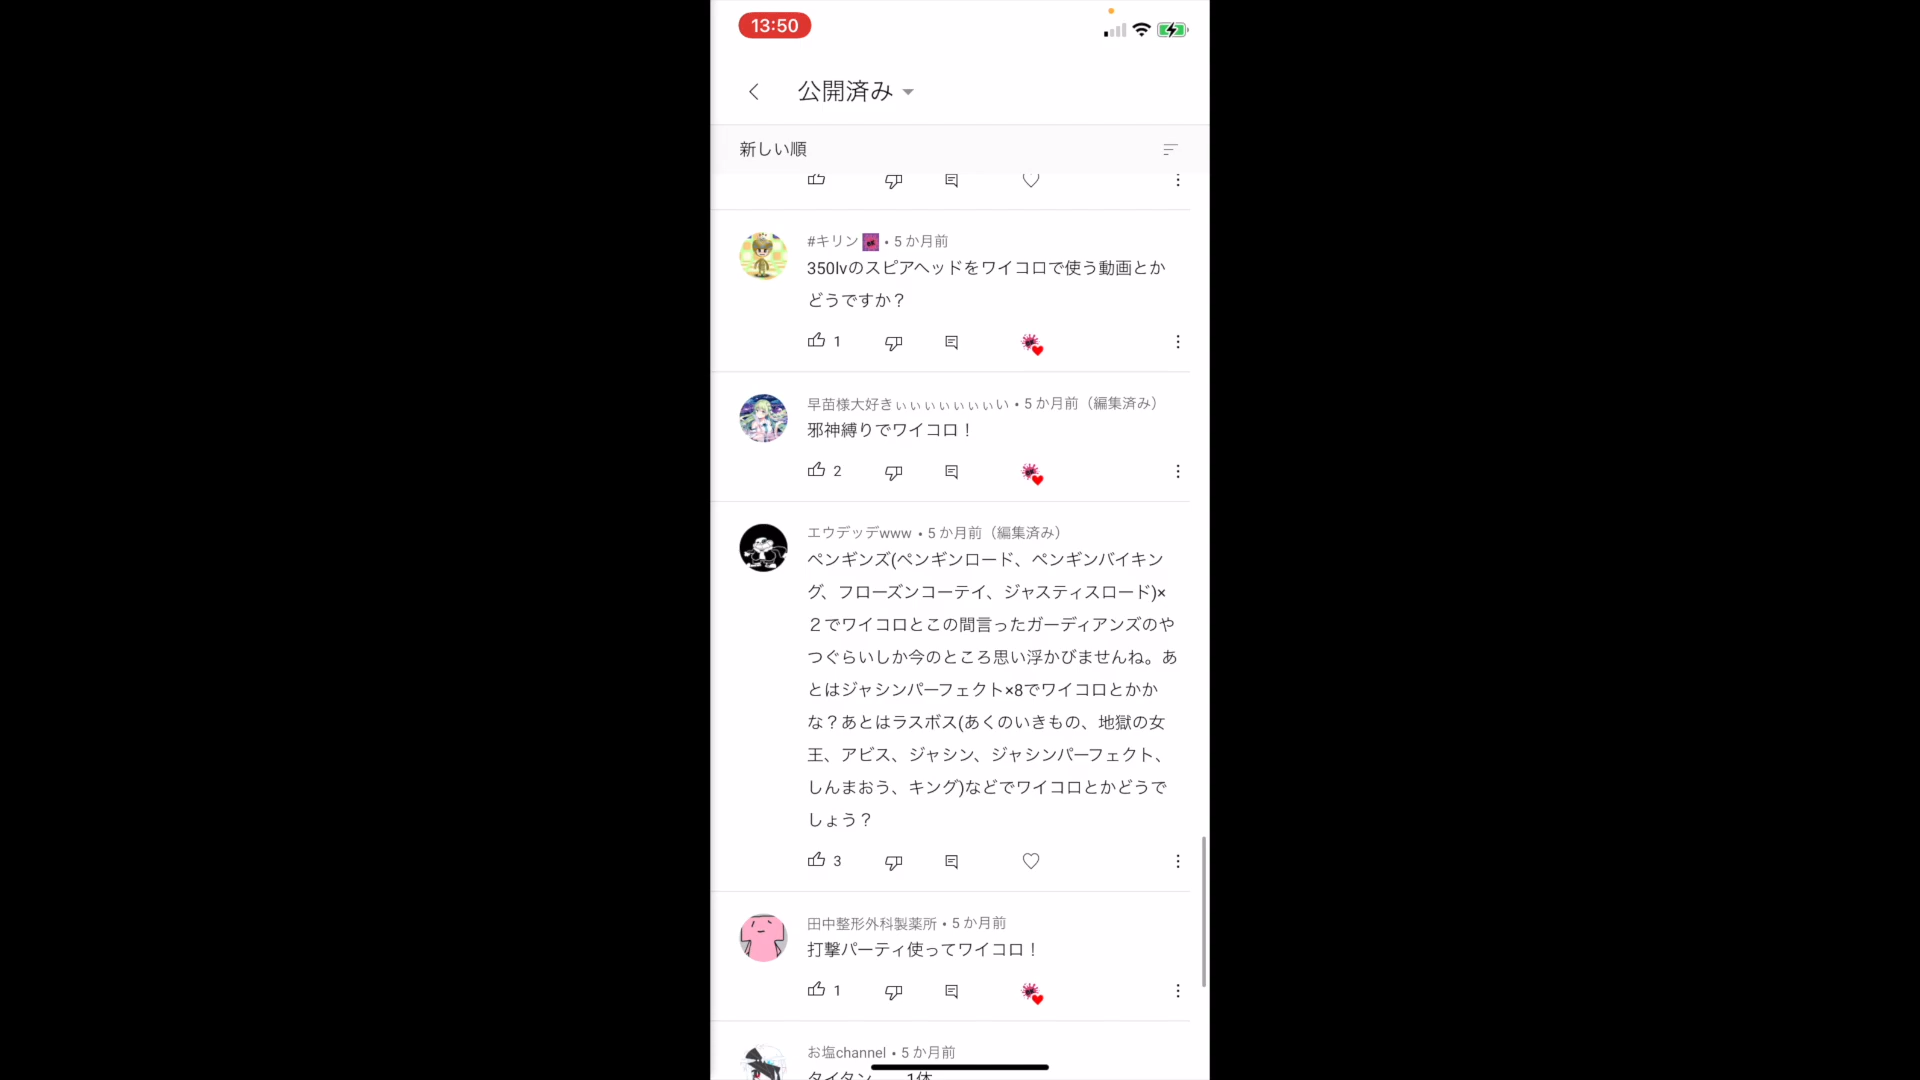 13:50
公開済み
新しい順
#キリン • 5 か月前
350lvのスピアヘッドをワイコロで使う動画とか
どうですか？
1
早苗様大好きぃぃぃぃぃぃぃい • 5 か月前（編集済み）
邪神縛りでワイコロ！
2
エウデッデwww • 5 か月前（編集済み）
ペンギンズ(ペンギンロード、ペンギンバイキン
グ、フローズンコーテイ、ジャスティスロード)×
２でワイコロとこの間言ったガーディアンズのや
つぐらいしか今のところ思い浮かびませんね。あ
とはジャシンパーフェクト×8でワイコロとかか
な？あとはラスボス(あくのいきもの、地獄の女
王、アビス、ジャシン、ジャシンパーフェクト、
しんまおう、キング)などでワイコロとかどうで
しょう？
3
田中整形外科製薬所 • 5 か月前
打撃パーティ使ってワイコロ！
1
お塩channel • 5 か月前
タイタン 1体